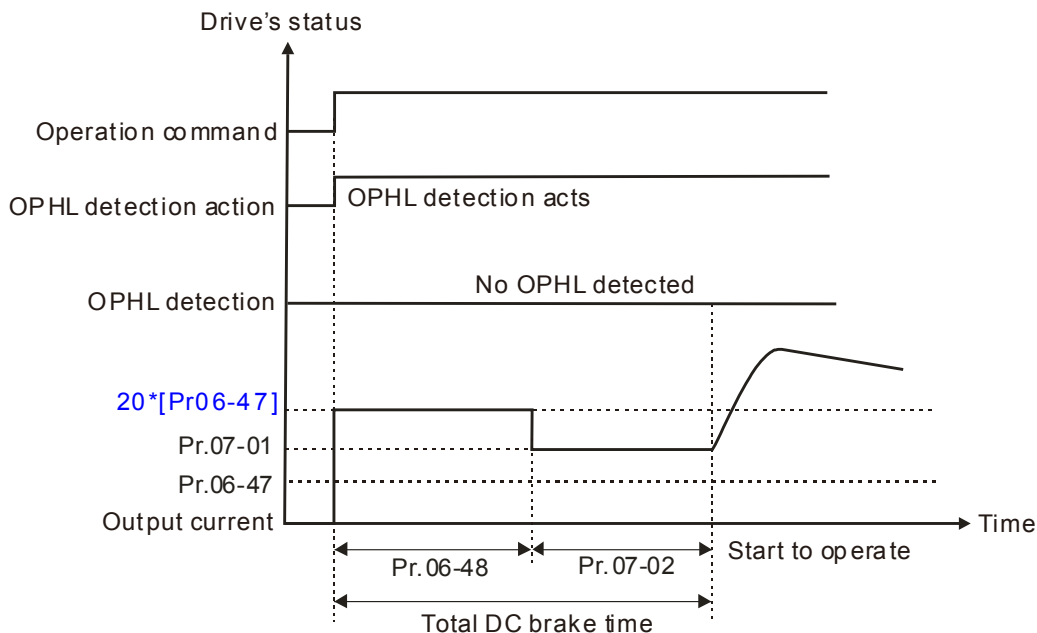 Drive's status
Operation command
OPHL detection action
OPHL detection acts
OPHL detection
No OPHL detected
20*[Pr06-47]
Pr.07-01
Pr.06-47
Output current
Time
Pr.06-48
Pr.07-02
Start to operate
Total DC brake time